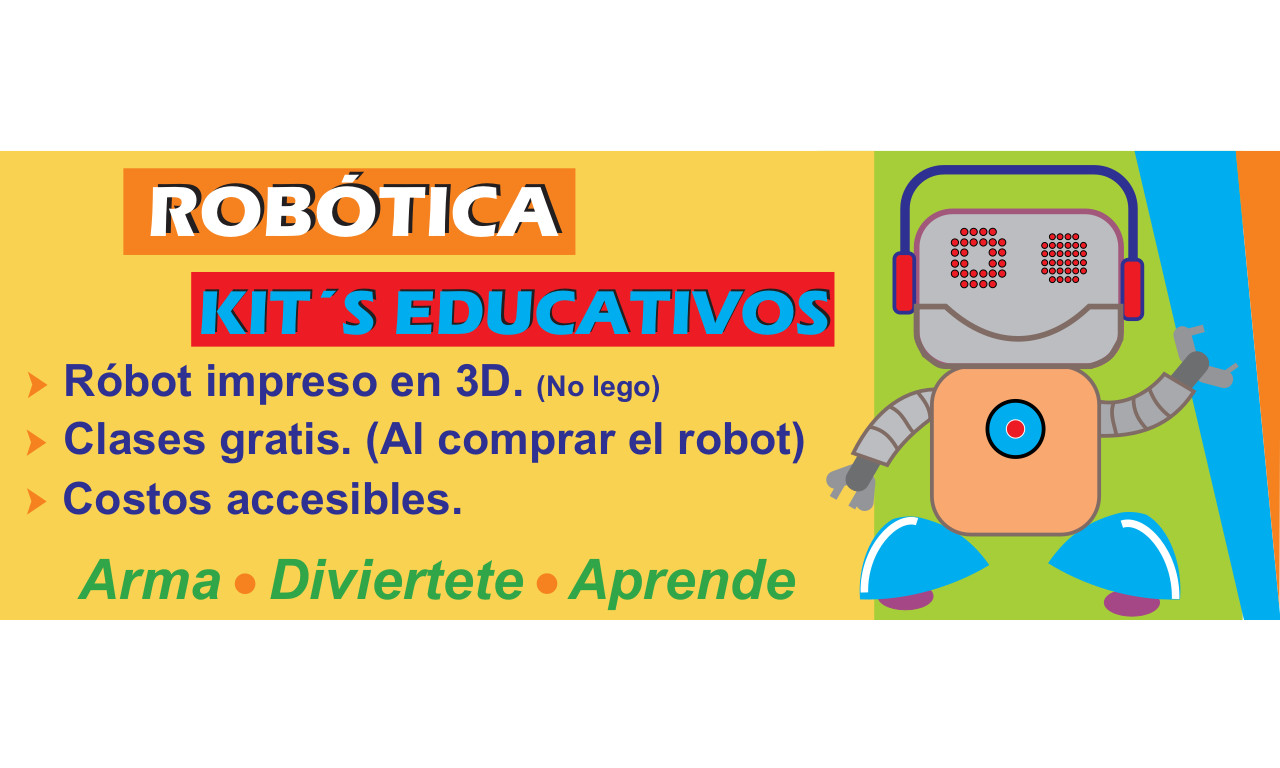 ROBÓTICA
KIT´S EDUCATIVOS
Róbot impreso en 3D. (No lego)
Clases gratis. (Al comprar el robot)
Costos accesibles.
Arma • Diviertete • Aprende